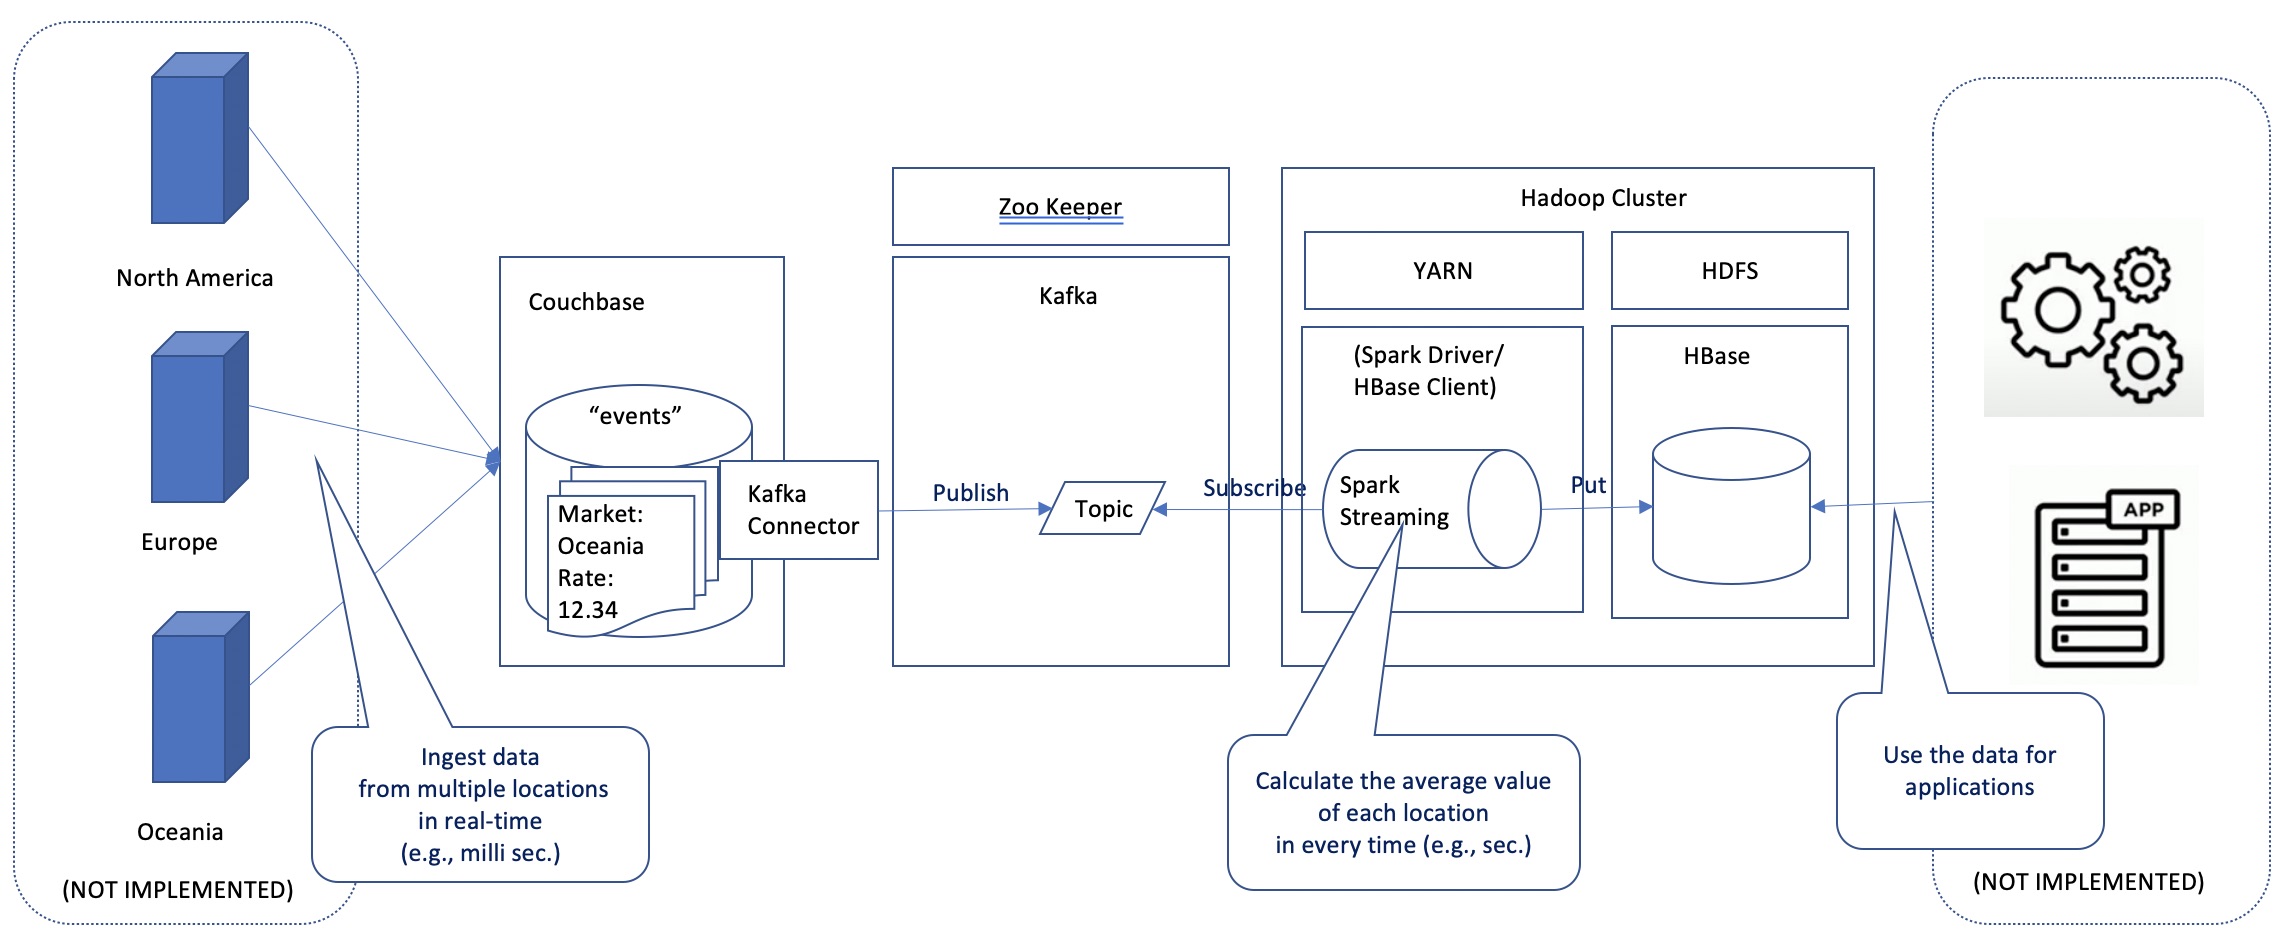 North America
Europe
Oceania
(NOT IMPLEMENTED)
Ingest data
from multiple locations
in real-time
(e.g., milli sec.)
Couchbase
“events”
Market:
Oceania
Rate:
12.34
Kafka
Connector
Publish
Zoo Keeper
Kafka
Topic
Subscribe
Hadoop Cluster
YARN
HDFS
(Spark Driver/
HBase Client)
Spark
Streaming
Put
HBase
Calculate the average value
of each location
in every time (e.g., sec.)
APP
Use the data for
applications
(NOT IMPLEMENTED)